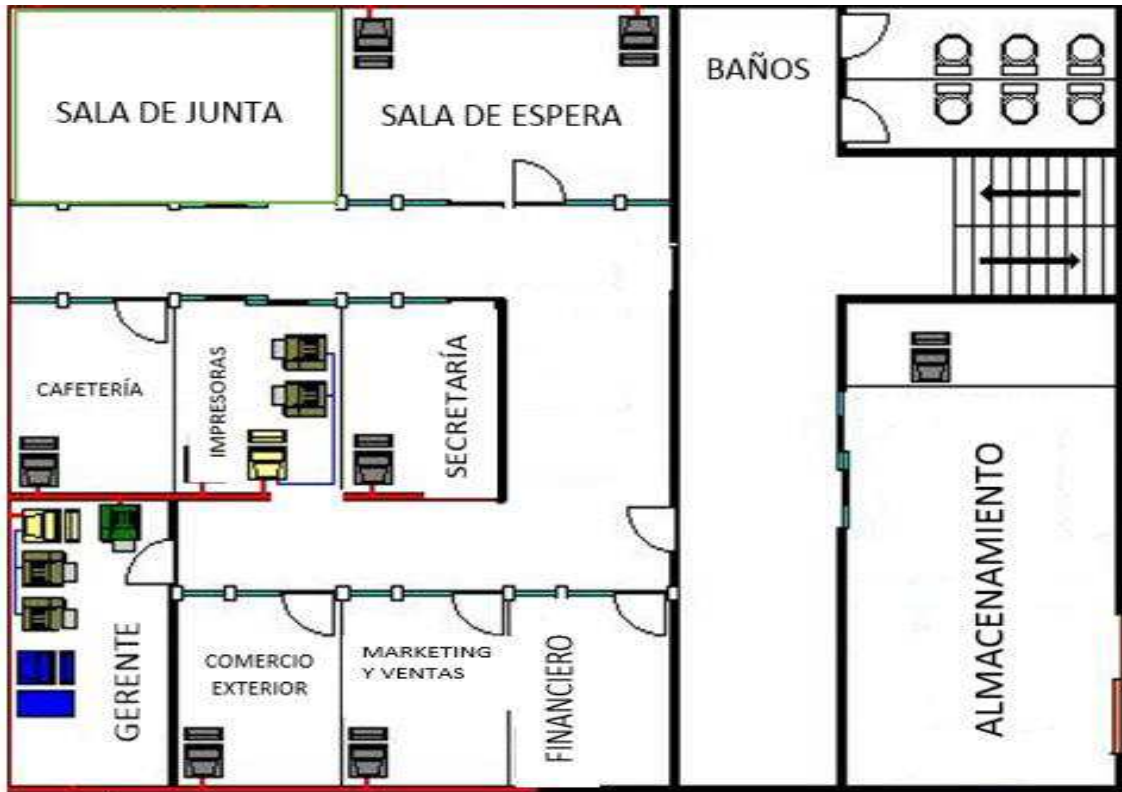 SALA DE JUNTA
SALA DE ESPERA
BAÑOS
CAFETERÍA
IMPRESORAS
SECRETARÍA
GERENTE
COMERCIO
EXTERIOR
MARKETING
Y VENTAS
FINANCIERO
ALMACENAMIENTO